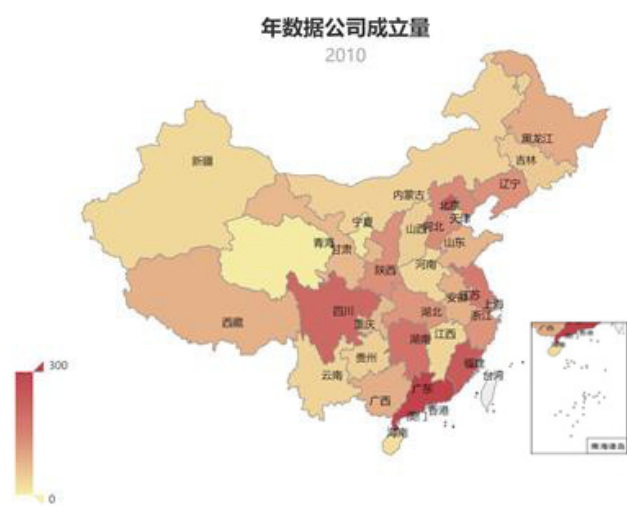 年数据公司成立量
2010
黑龙江
吉林
新疆
辽宁
内蒙古
北京
天津
宁夏
山西
河北
青海
甘肃
山东
河南
陕西
四川
江苏
安徽
上海
西藏
重庆
湖北
浙江
湖南
江西
贵州
云南
福建
台湾
广西
广东
香港
澳门
海南
300
0
广西
南海诸岛